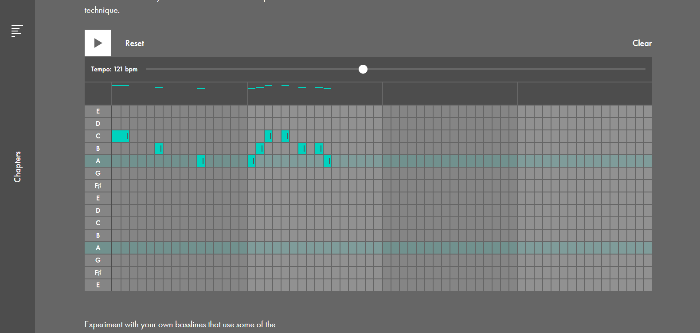 technique.
Reset
Clear
Tempo: 121 bpm
E
D
C
B
A
G
F#
E
D
C
B
A
G
F#
E
Chapters
Experiment with your own basslines that use some of the